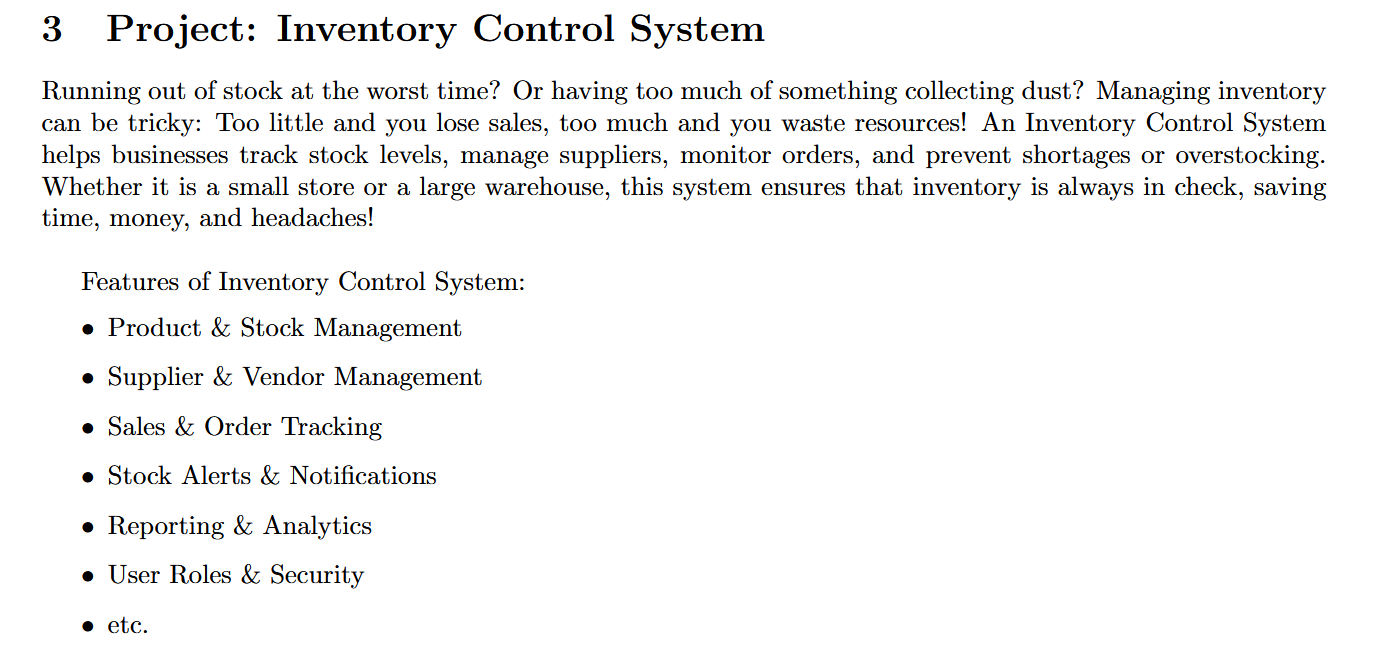 3 Project: Inventory Control System
Running out of stock at the worst time? Or having too much of something collecting dust? Managing inventory
can be tricky: Too little and you lose sales, too much and you waste resources! An Inventory Control System
helps businesses track stock levels, manage suppliers, monitor orders, and prevent shortages or overstocking.
Whether it is a small store or a large warehouse, this system ensures that inventory is always in check, saving
time, money, and headaches!
Features of Inventory Control System:
• Product & Stock Management
• Supplier & Vendor Management
• Sales & Order Tracking
• Stock Alerts & Notifications
• Reporting & Analytics
• User Roles & Security
• etc.